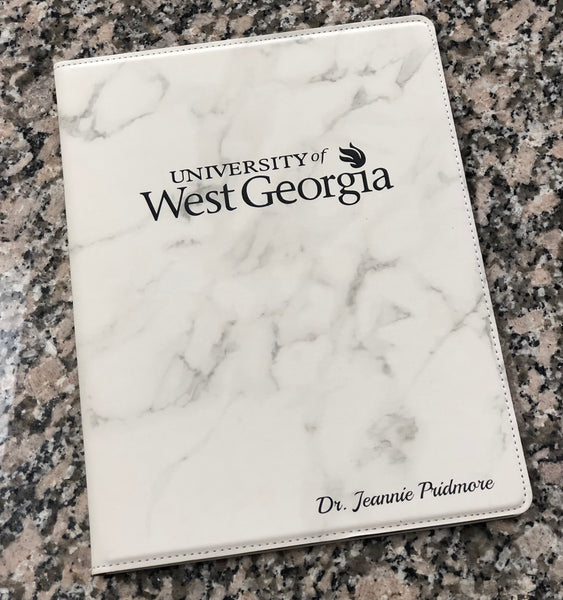 UNIVERSITY of
West Georgia
Dr. Jeannie Pridmore